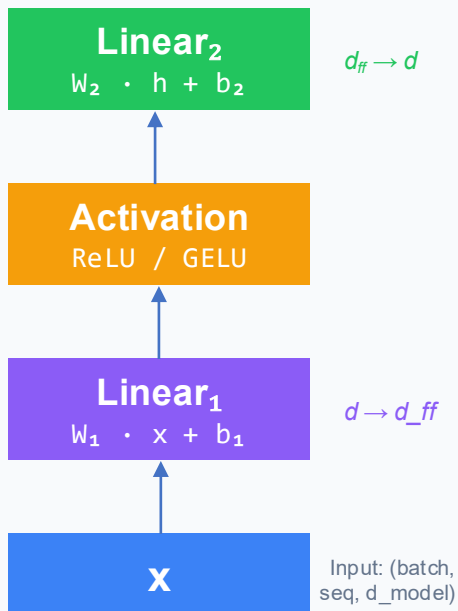 Linear₂
W₂ · h + b₂
d_ff → d
Activation
ReLU / GELU
Linear₁
W₁ · x + b₁
d → d_ff
x
Input: (batch,
seq, d_model)